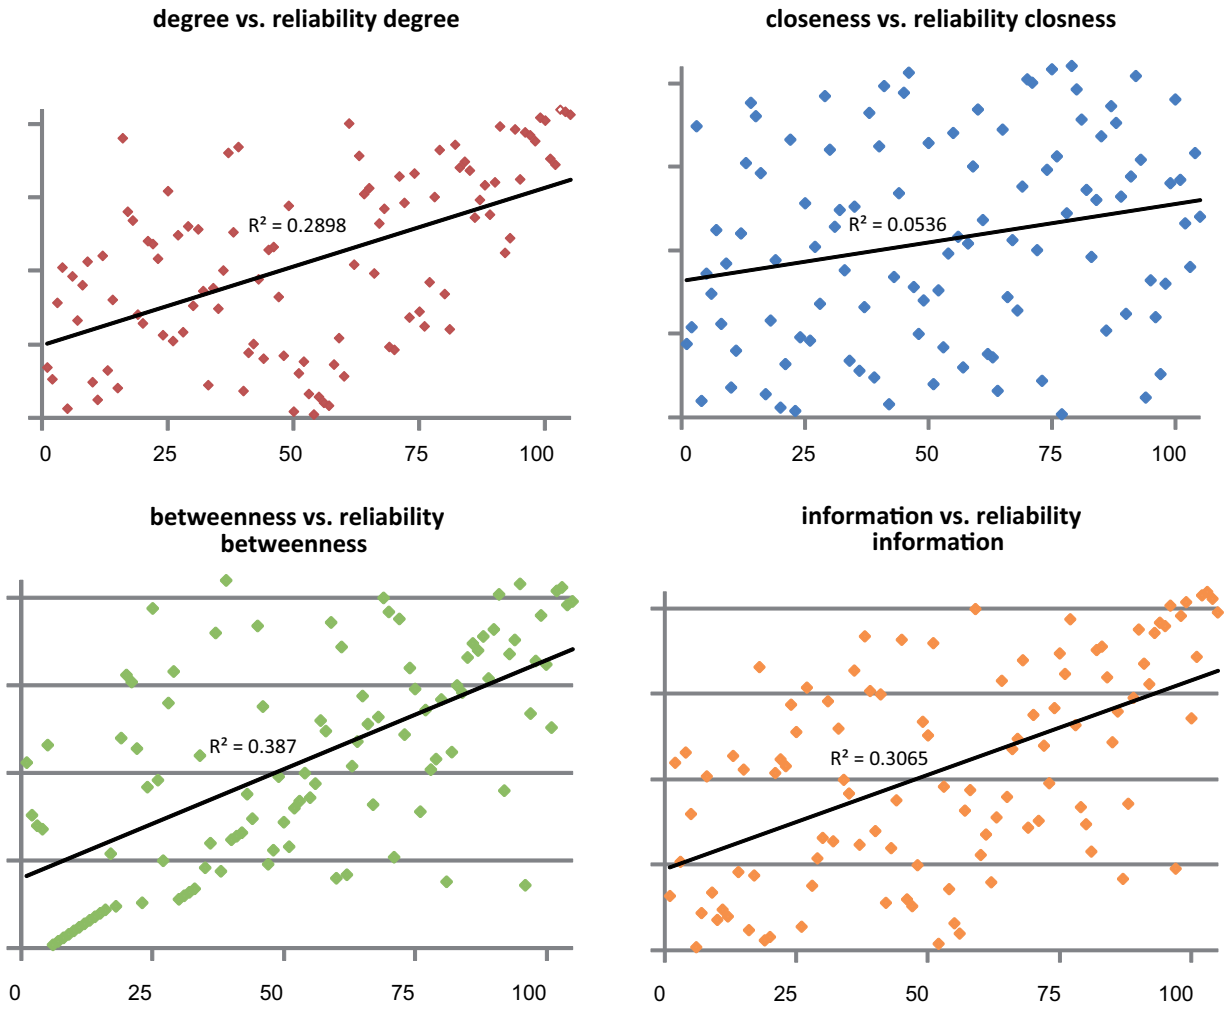 degree vs. reliability degree
closeness vs. reliability closness
R² = 0.2898
R² = 0.0536
0 25 50 75 100
0 25 50 75 100
betweenness vs. reliability
betweenness
information vs. reliability
information
R² = 0.387
R² = 0.3065
0 25 50 75 100
0 25 50 75 100